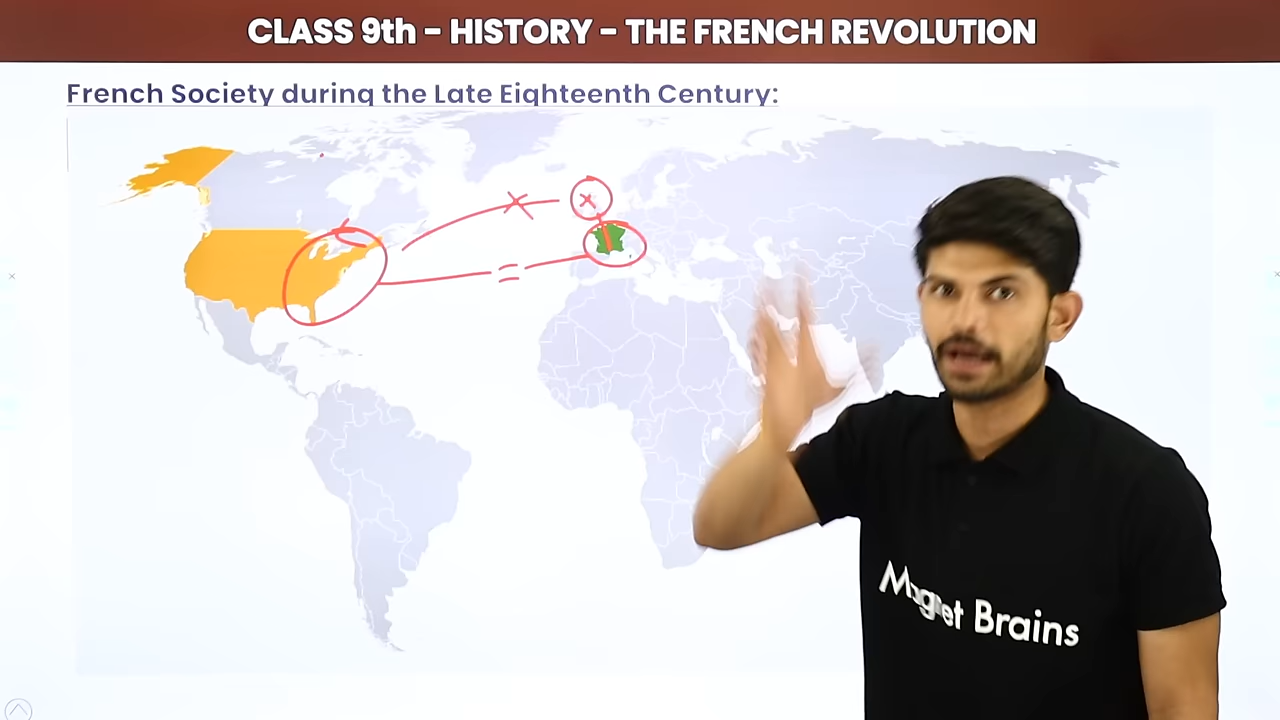 CLASS 9th - HISTORY - THE FRENCH REVOLUTION
French Society during the Late Eighteenth Century:
Magnet Brains